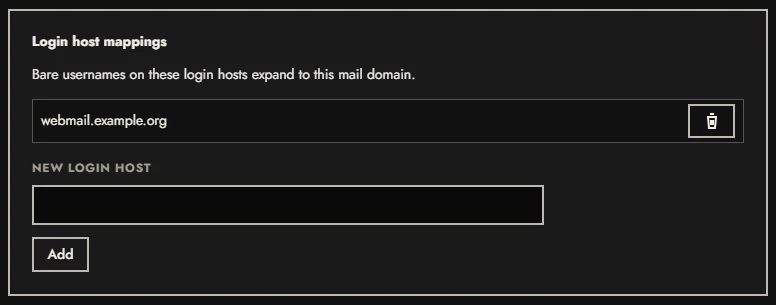 Login host mappings
Bare usernames on these login hosts expand to this mail domain.
webmail.example.org
NEW LOGIN HOST
Add